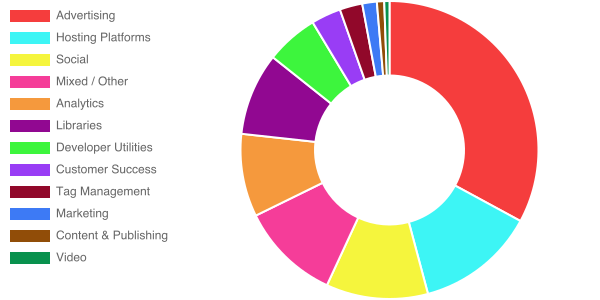 Advertising
Hosting Platforms
Social
Mixed / Other
Analytics
Libraries
Developer Utilities
Customer Success
Tag Management
Marketing
Content & Publishing
Video